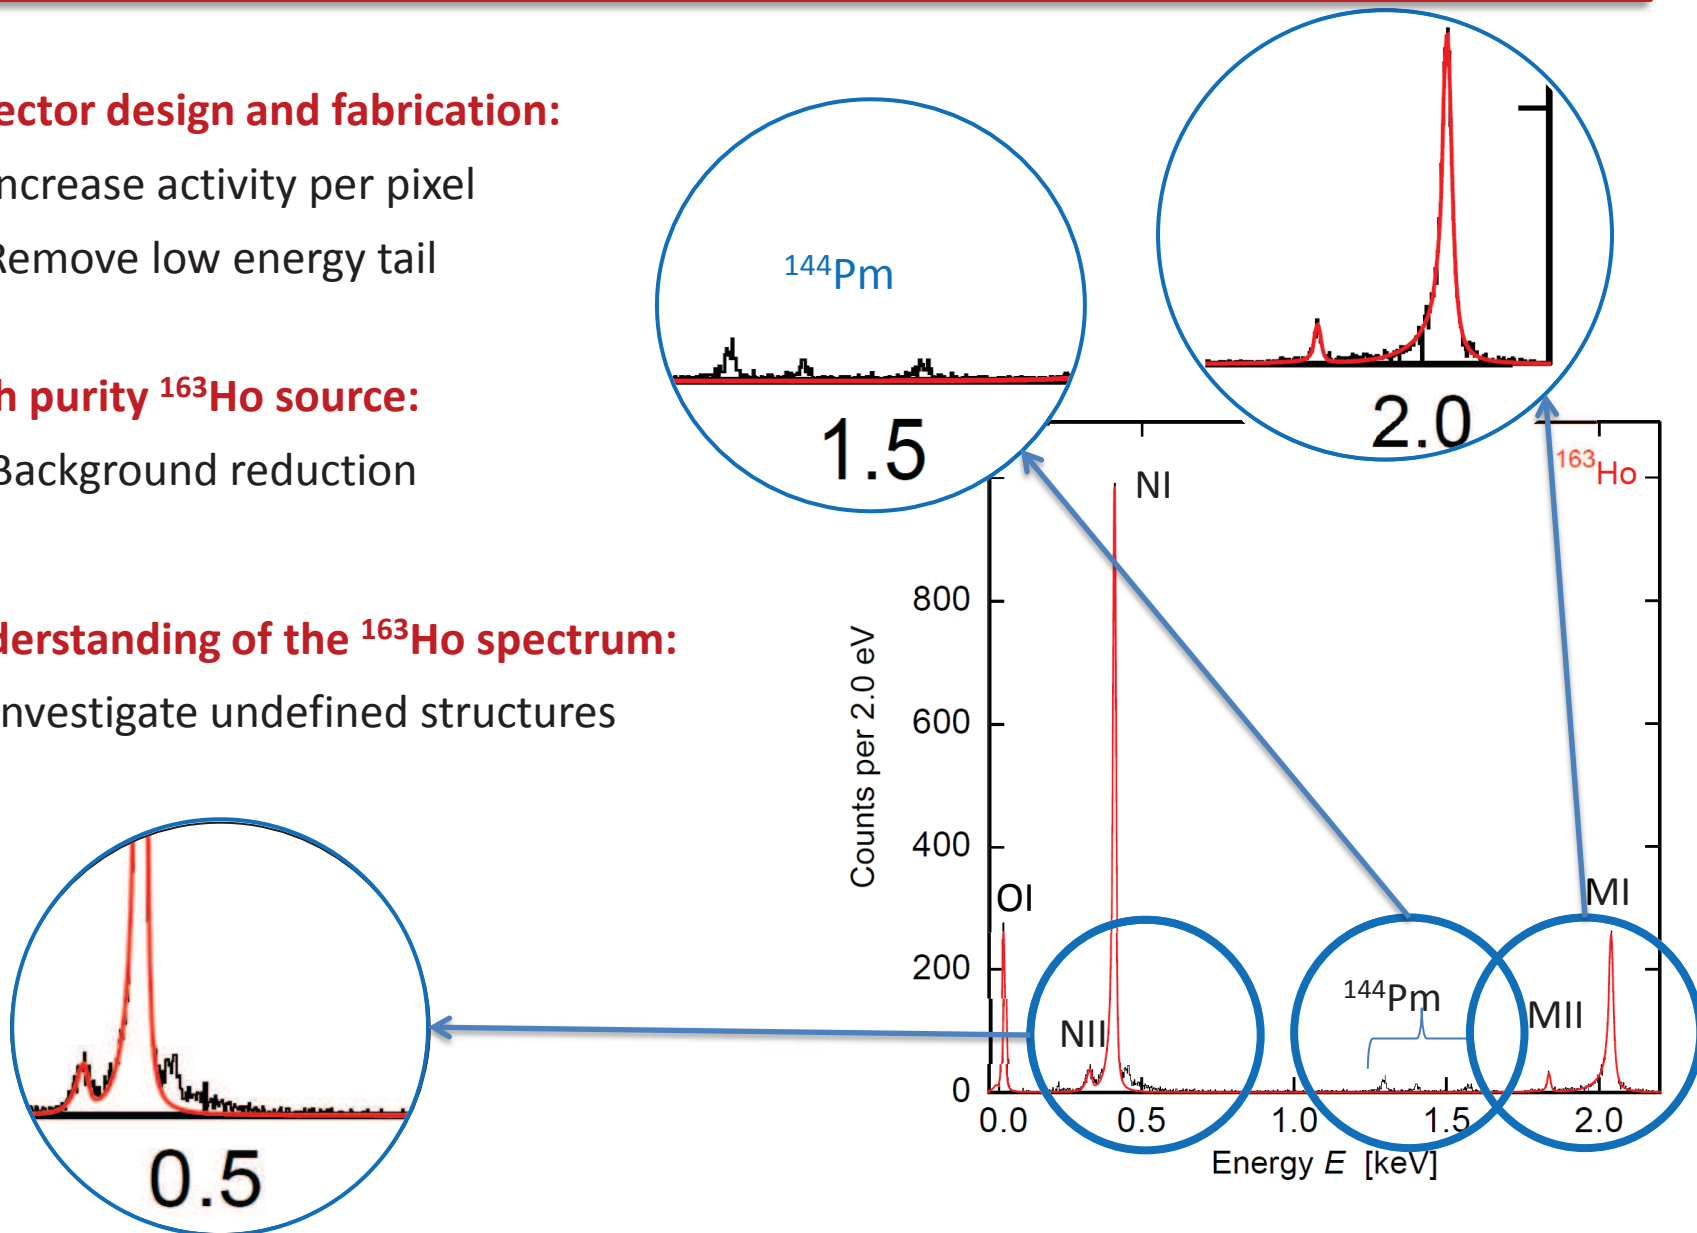 ector design and fabrication:
ncrease activity per pixel
Remove low energy tail
h purity ¹⁶³Ho source:
Background reduction
derstanding of the ¹⁶³Ho spectrum:
nvestigate undefined structures
¹⁴⁴Pm
1.5
2.0
¹⁶³Ho
NI
800
600
400
200
0
Counts per 2.0 eV
OI
NII
¹⁴⁴Pm
MII
MI
0.0 0.5 1.0 1.5 2.0
Energy E [keV]
0.5